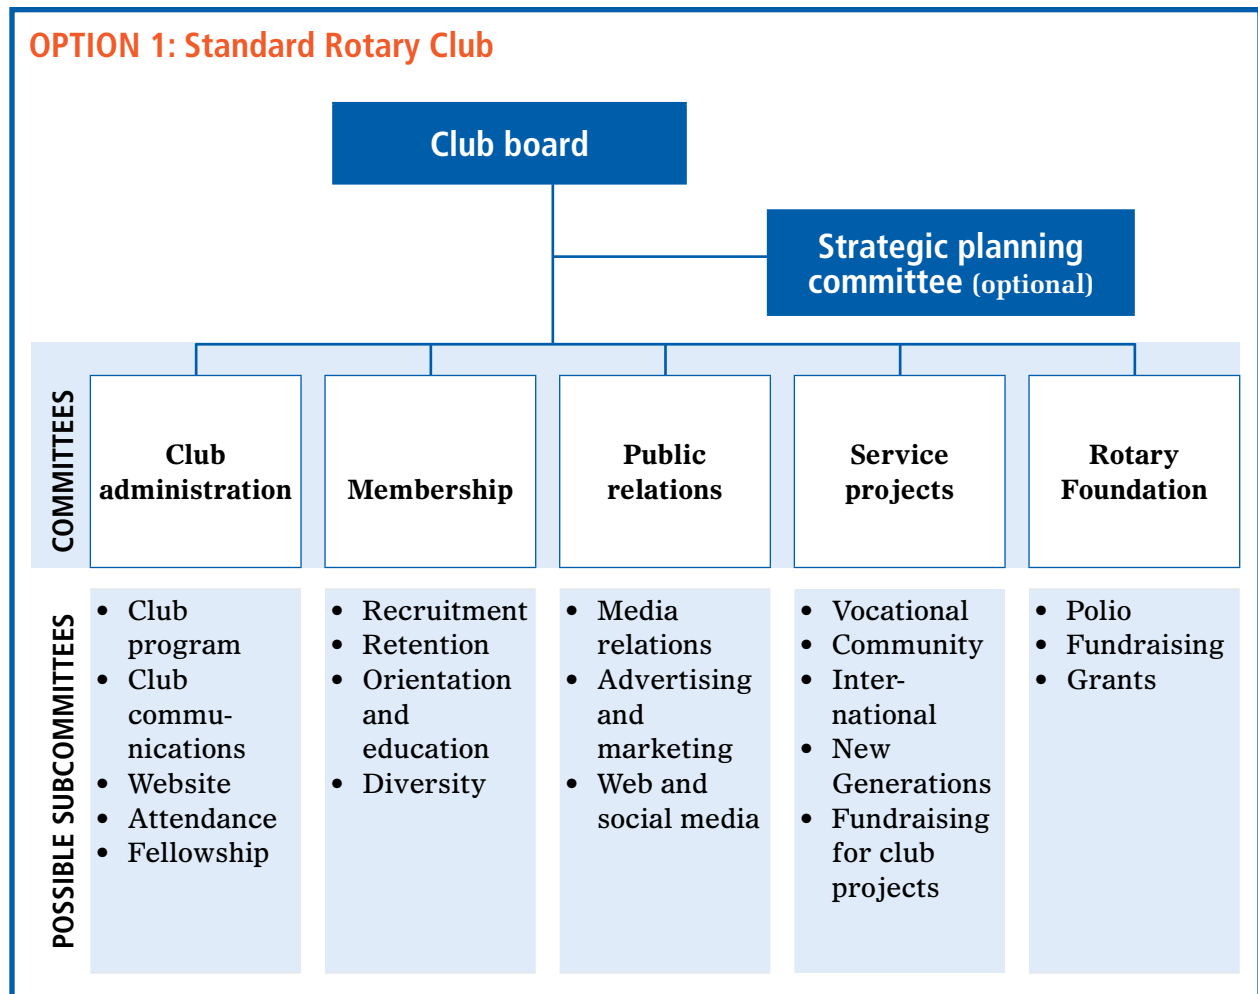 OPTION 1: Standard Rotary Club
Club board
Strategic planning
committee (optional)
COMMITTEES
Club
administration
Membership
Public
relations
Service
projects
Rotary
Foundation
POSSIBLE SUBCOMMITTEES
• Club
program
• Club
commu-
nications
• Website
• Attendance
• Fellowship
• Recruitment
• Retention
• Orientation
and
education
• Diversity
• Media
relations
• Advertising
and
marketing
• Web and
social media
• Vocational
• Community
• Inter-
national
• New
Generations
• Fundraising
for club
projects
• Polio
• Fundraising
• Grants